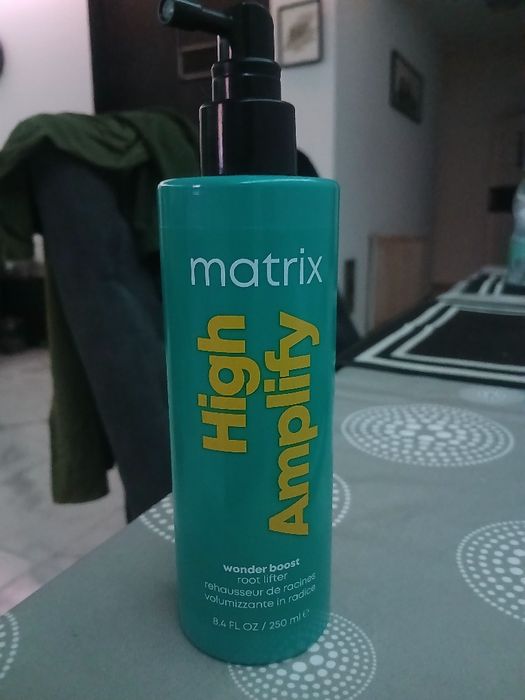 matrix
High
Amplify
wonder boost
root lifter
rehausseur de racines
volumizzante in radice
8.4 FL OZ / 250 ml ℮